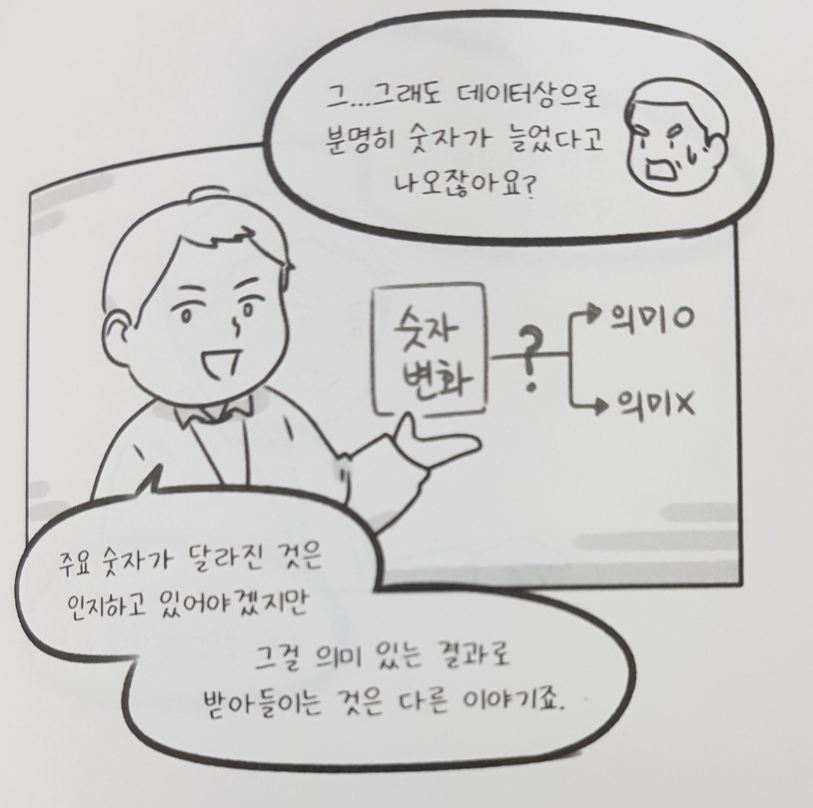 그...그래도 데이터상으로
분명히 숫자가 늘었다고
나오잖아요?
숫자
변화
?
의미O
의미X
주요 숫자가 달라진 것은
인지하고 있어야겠지만
그걸 의미 있는 결과로
받아들이는 것은 다른 이야기죠.